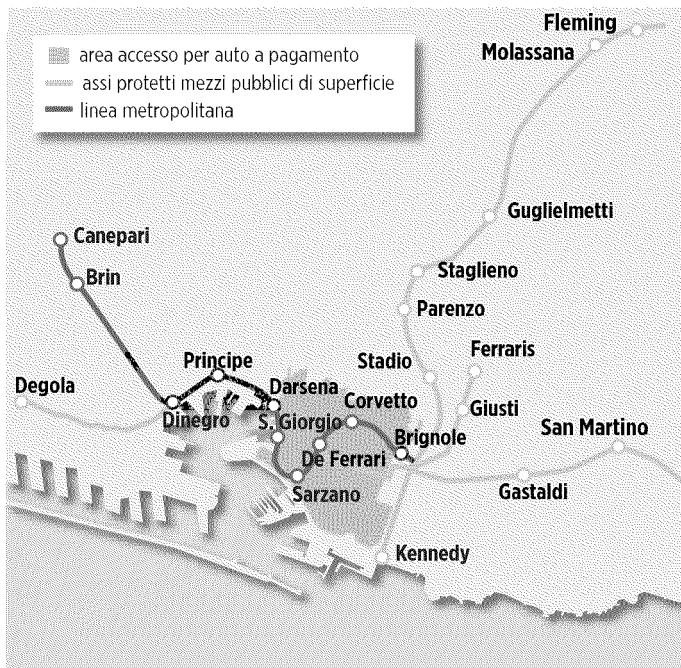 Fleming
Molassana
area accesso per auto a pagamento
assi protetti mezzi pubblici di superficie
linea metropolitana
Guglielmetti
Canepari
Brin
Staglieno
Parenzo
Principe
Stadio
Ferraris
Degola
Darsena
Dinegro
Corvetto
Giusti
S. Giorgio
Brignole
San Martino
De Ferrari
Sarzano
Gastaldi
Kennedy